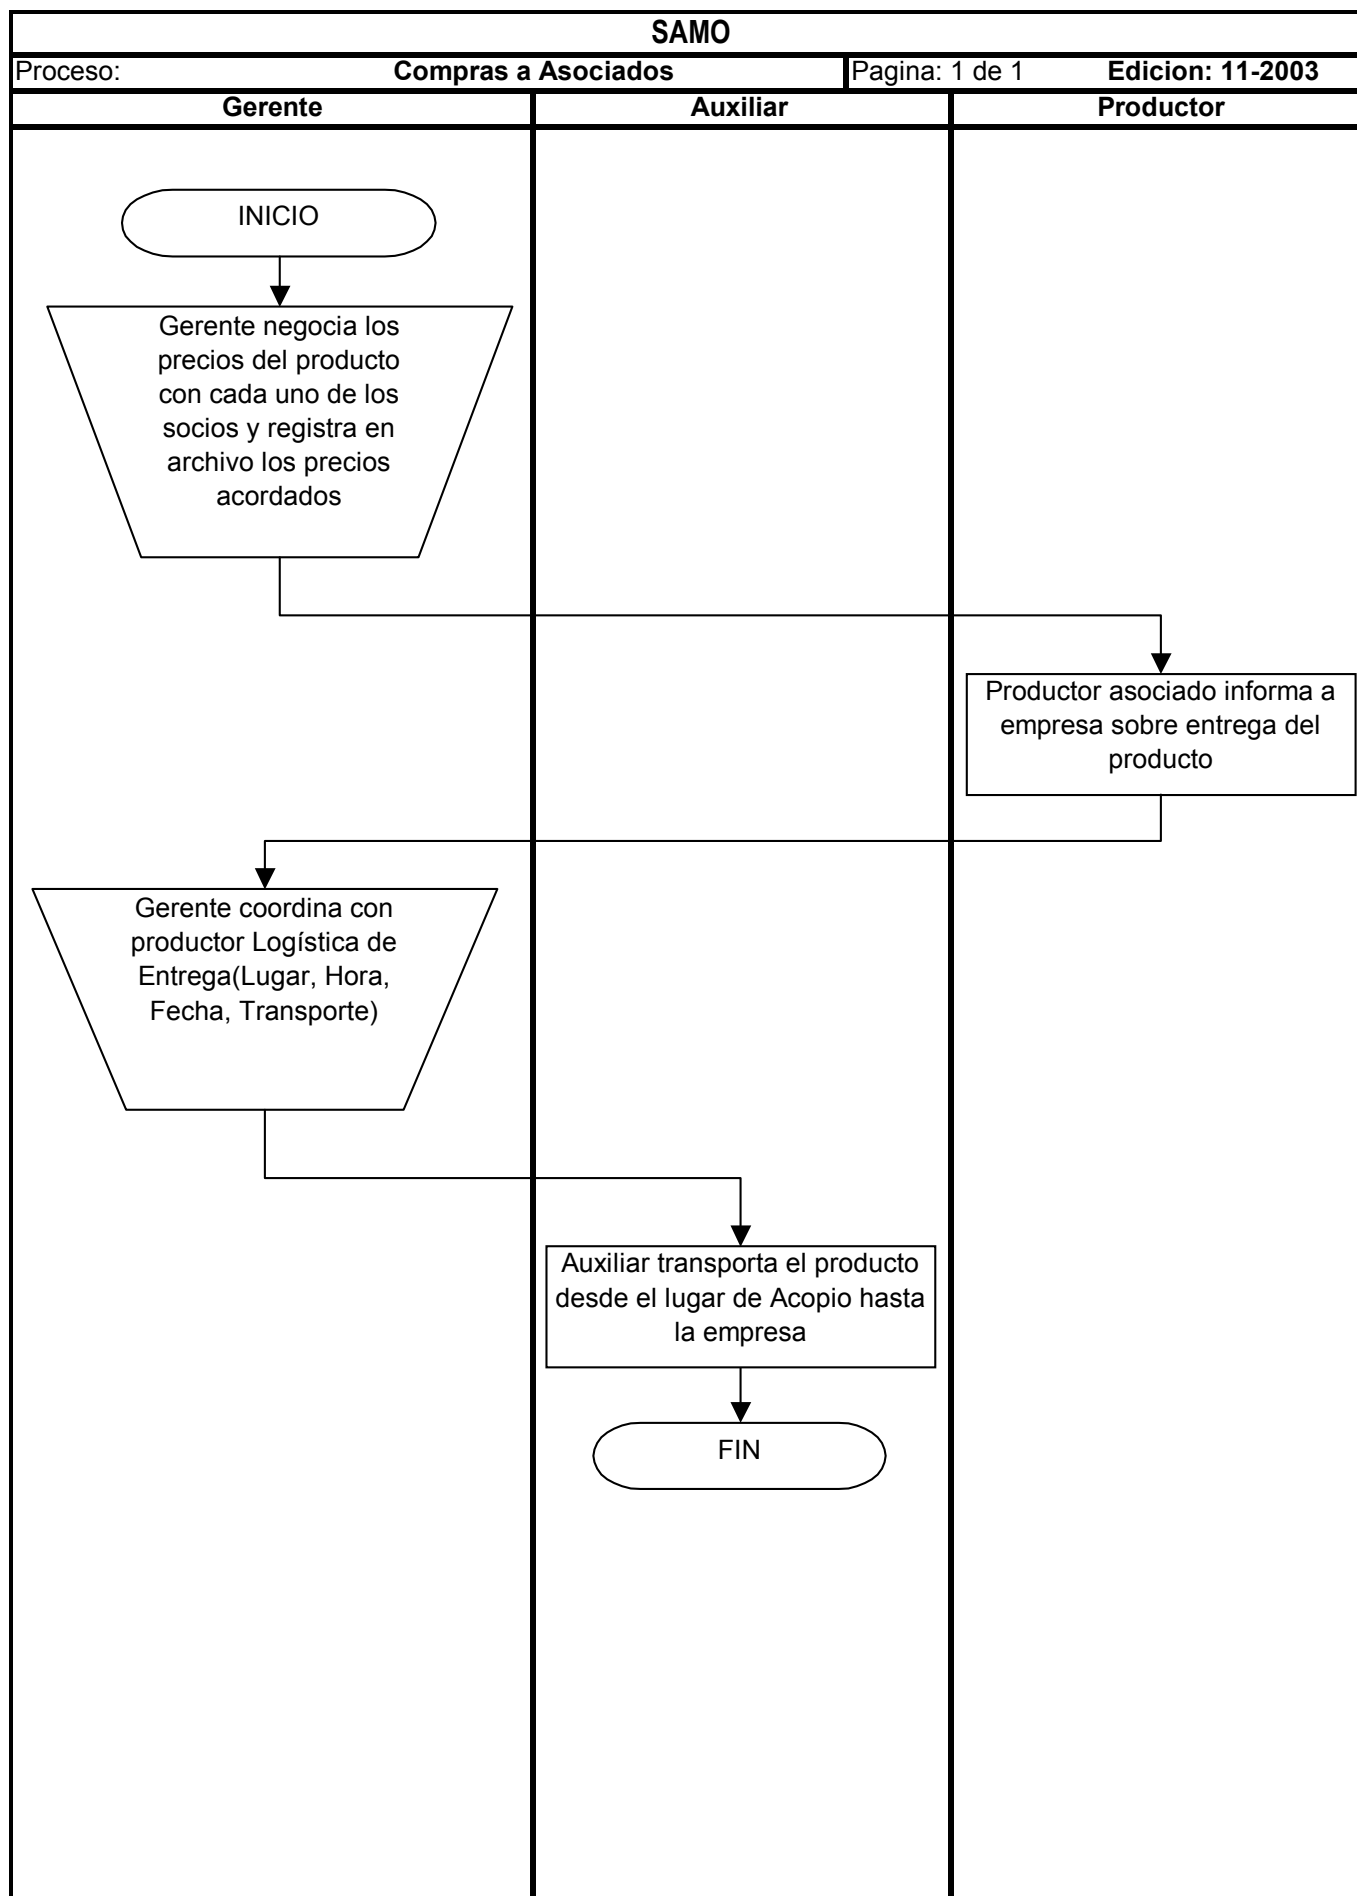 SAMO
Proceso: Compras a Asociados Pagina: 1 de 1 Edicion: 11-2003
Gerente Auxiliar Productor
INICIO
Gerente negocia los
precios del producto
con cada uno de los
socios y registra en
archivo los precios
acordados
Productor asociado informa a
empresa sobre entrega del
producto
Gerente coordina con
productor Logística de
Entrega(Lugar, Hora,
Fecha, Transporte)
Auxiliar transporta el producto
desde el lugar de Acopio hasta
la empresa
FIN